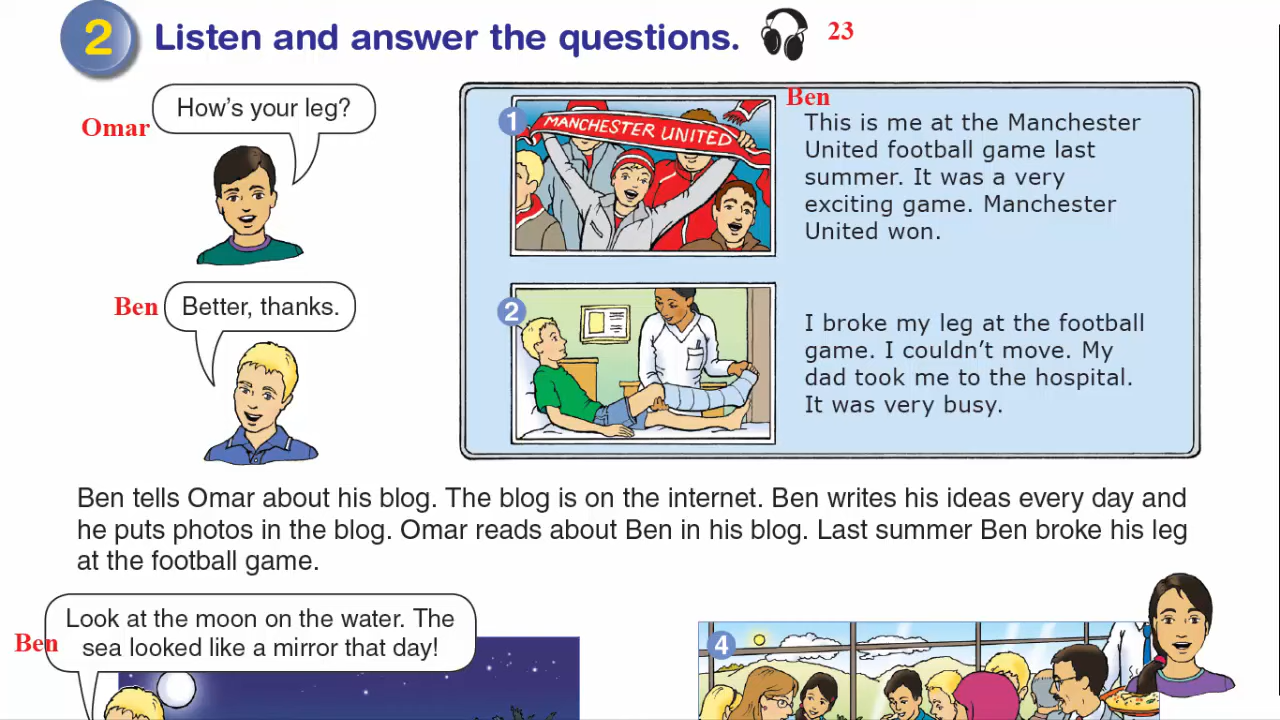 2 Listen and answer the questions. 23
Omar
How's your leg?
Ben
Better, thanks.
1
MANCHESTER UNITED
Ben
This is me at the Manchester
United football game last
summer. It was a very
exciting game. Manchester
United won.
2
I broke my leg at the football
game. I couldn't move. My
dad took me to the hospital.
It was very busy.
Ben tells Omar about his blog. The blog is on the internet. Ben writes his ideas every day and
he puts photos in the blog. Omar reads about Ben in his blog. Last summer Ben broke his leg
at the football game.
Ben
Look at the moon on the water. The
sea looked like a mirror that day!
4